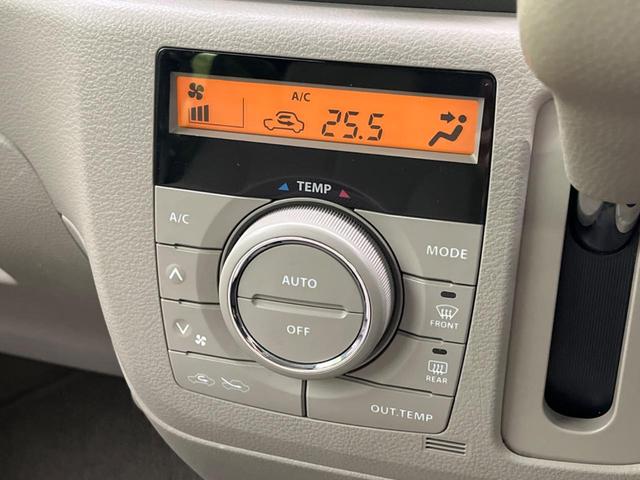 A/C
25.5
TEMP
A/C
MODE
AUTO
OFF
FRONT
REAR
OUT.TEMP